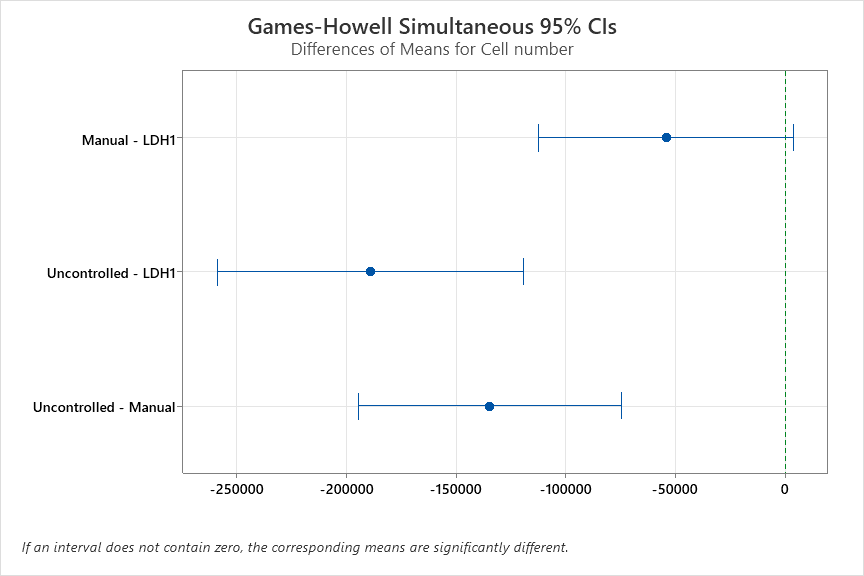 Games-Howell Simultaneous 95% CIs
Differences of Means for Cell number
Manual - LDH1
Uncontrolled - LDH1
Uncontrolled - Manual
-250000 -200000 -150000 -100000 -50000 0
If an interval does not contain zero, the corresponding means are significantly different.